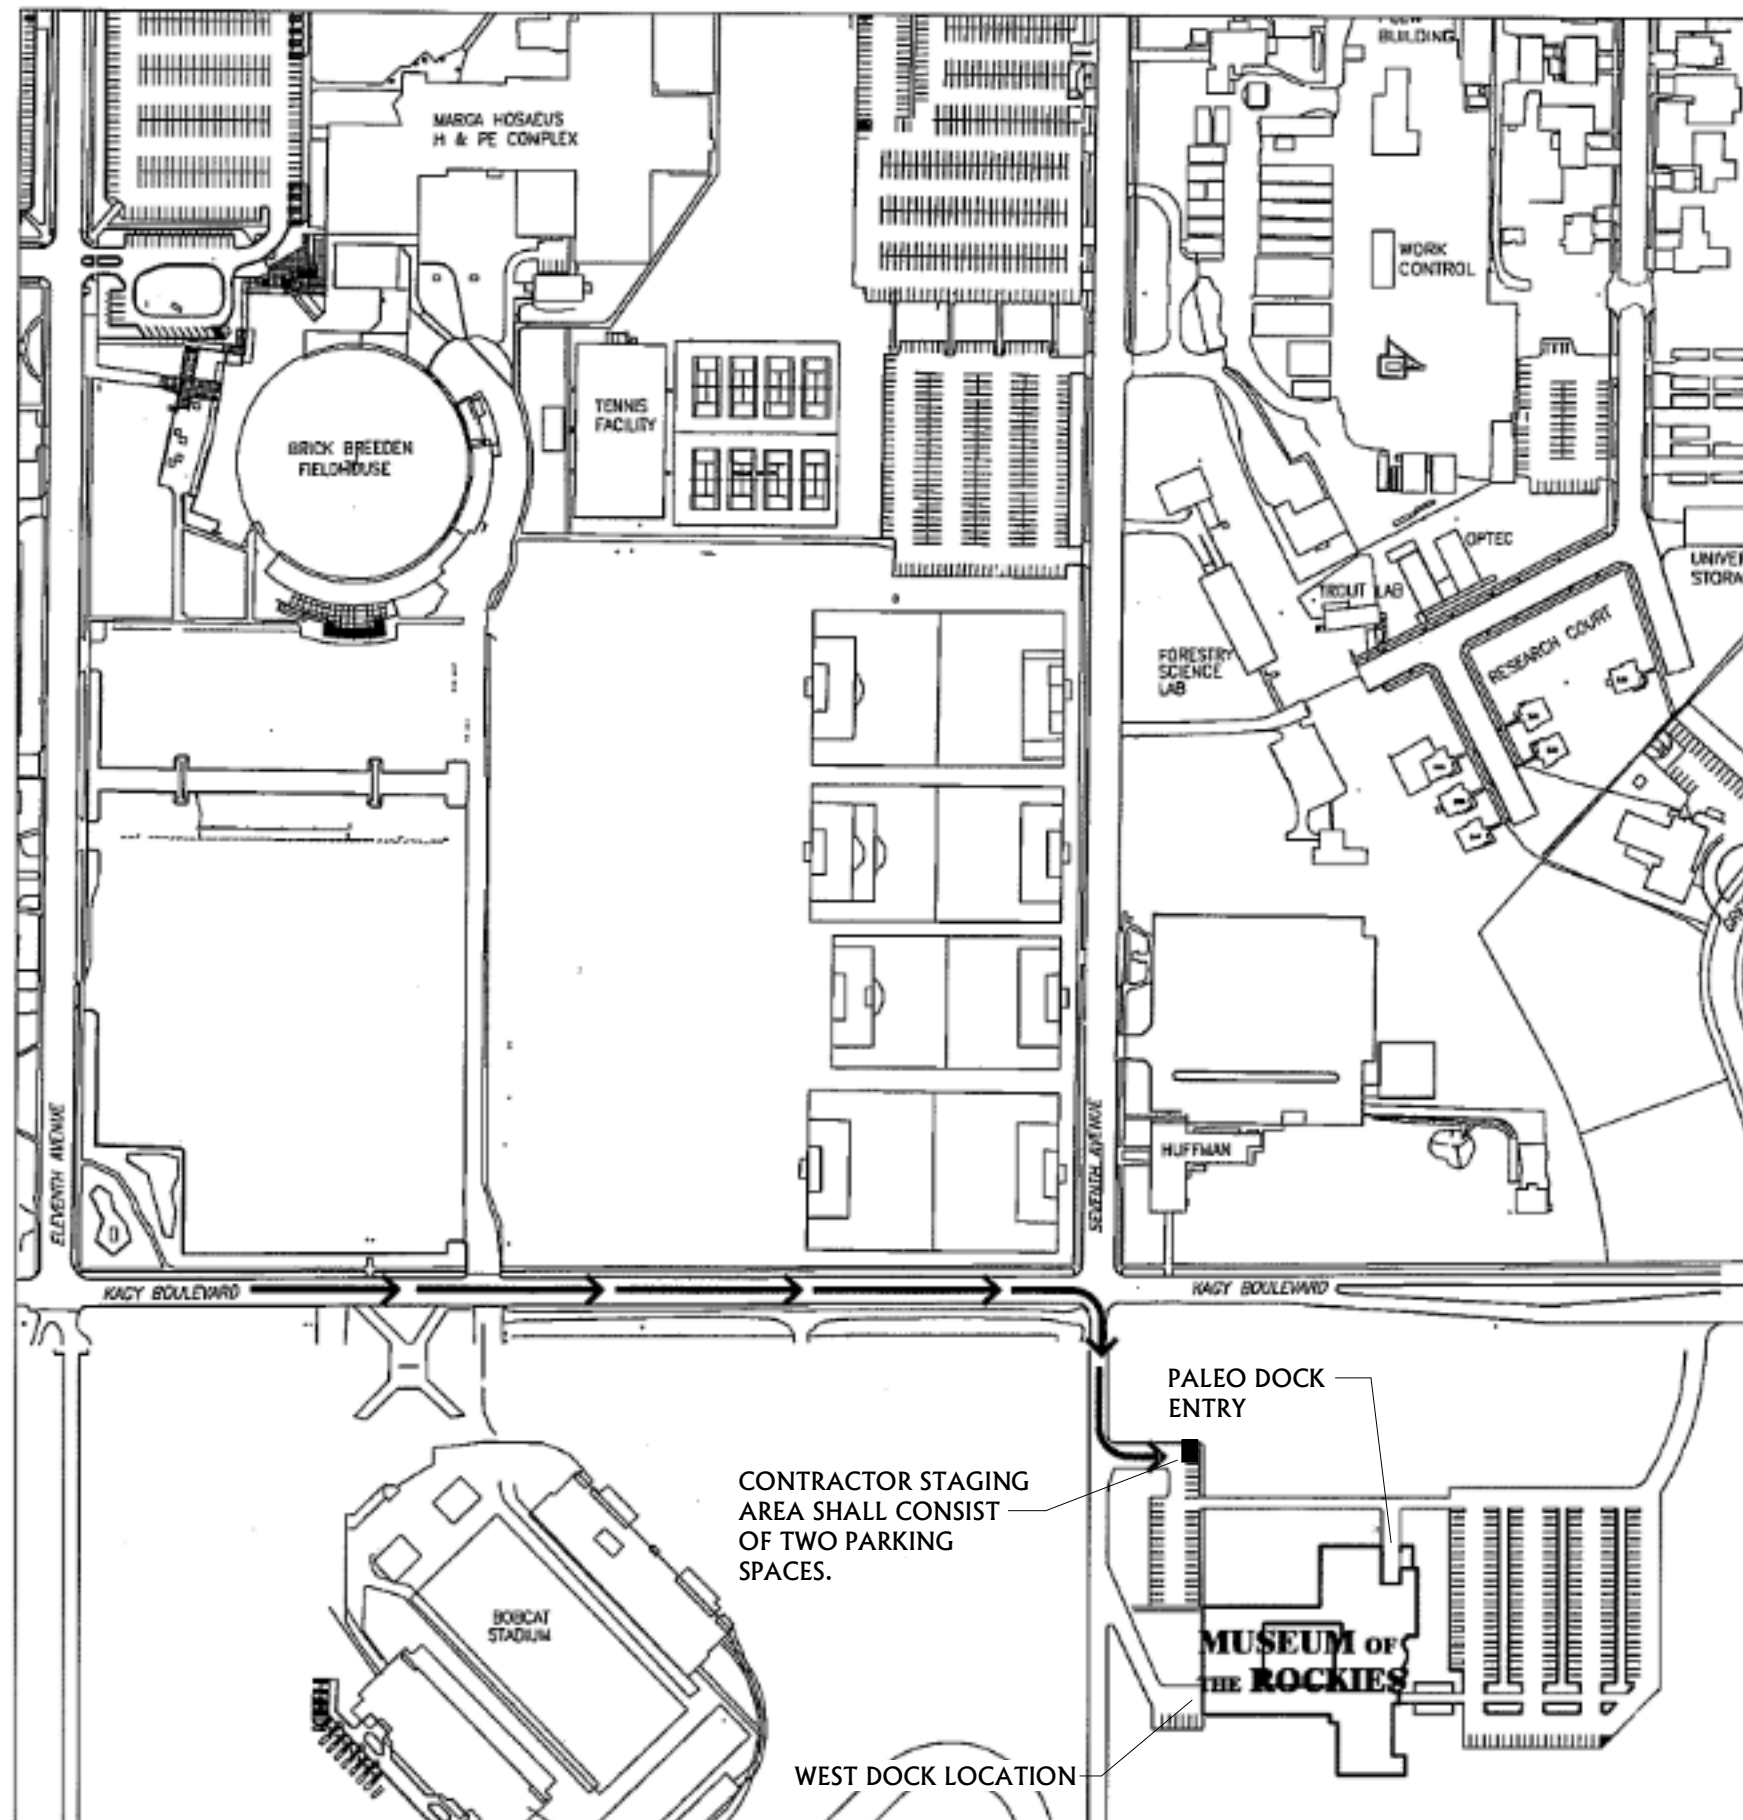 BUILDING
MARGA HOSAEUS
H & PE COMPLEX
WORK
CONTROL
TENNIS
FACILITY
BRICK BREEDEN
FIELDHOUSE
OPTEC
TROUT LAB
UNIVER
STORA
RESEARCH COURT
FORESTRY
SCIENCE
LAB
ELEVENTH AVENUE
SEVENTH AVENUE
HUFFMAN
KAGY BOULEVARD
KAGY BOULEVARD
PALEO DOCK
ENTRY
CONTRACTOR STAGING
AREA SHALL CONSIST
OF TWO PARKING
SPACES.
BOBCAT
STADIUM
MUSEUM OF
THE ROCKIES
WEST DOCK LOCATION